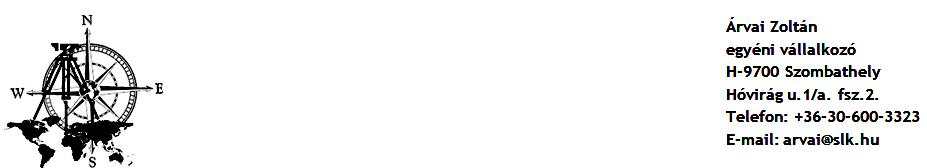 N
W
E
S
Árvai Zoltán
egyéni vállalkozó
H-9700 Szombathely
Hóvirág u.1/a. fsz.2.
Telefon: +36-30-600-3323
E-mail: arvai@slk.hu